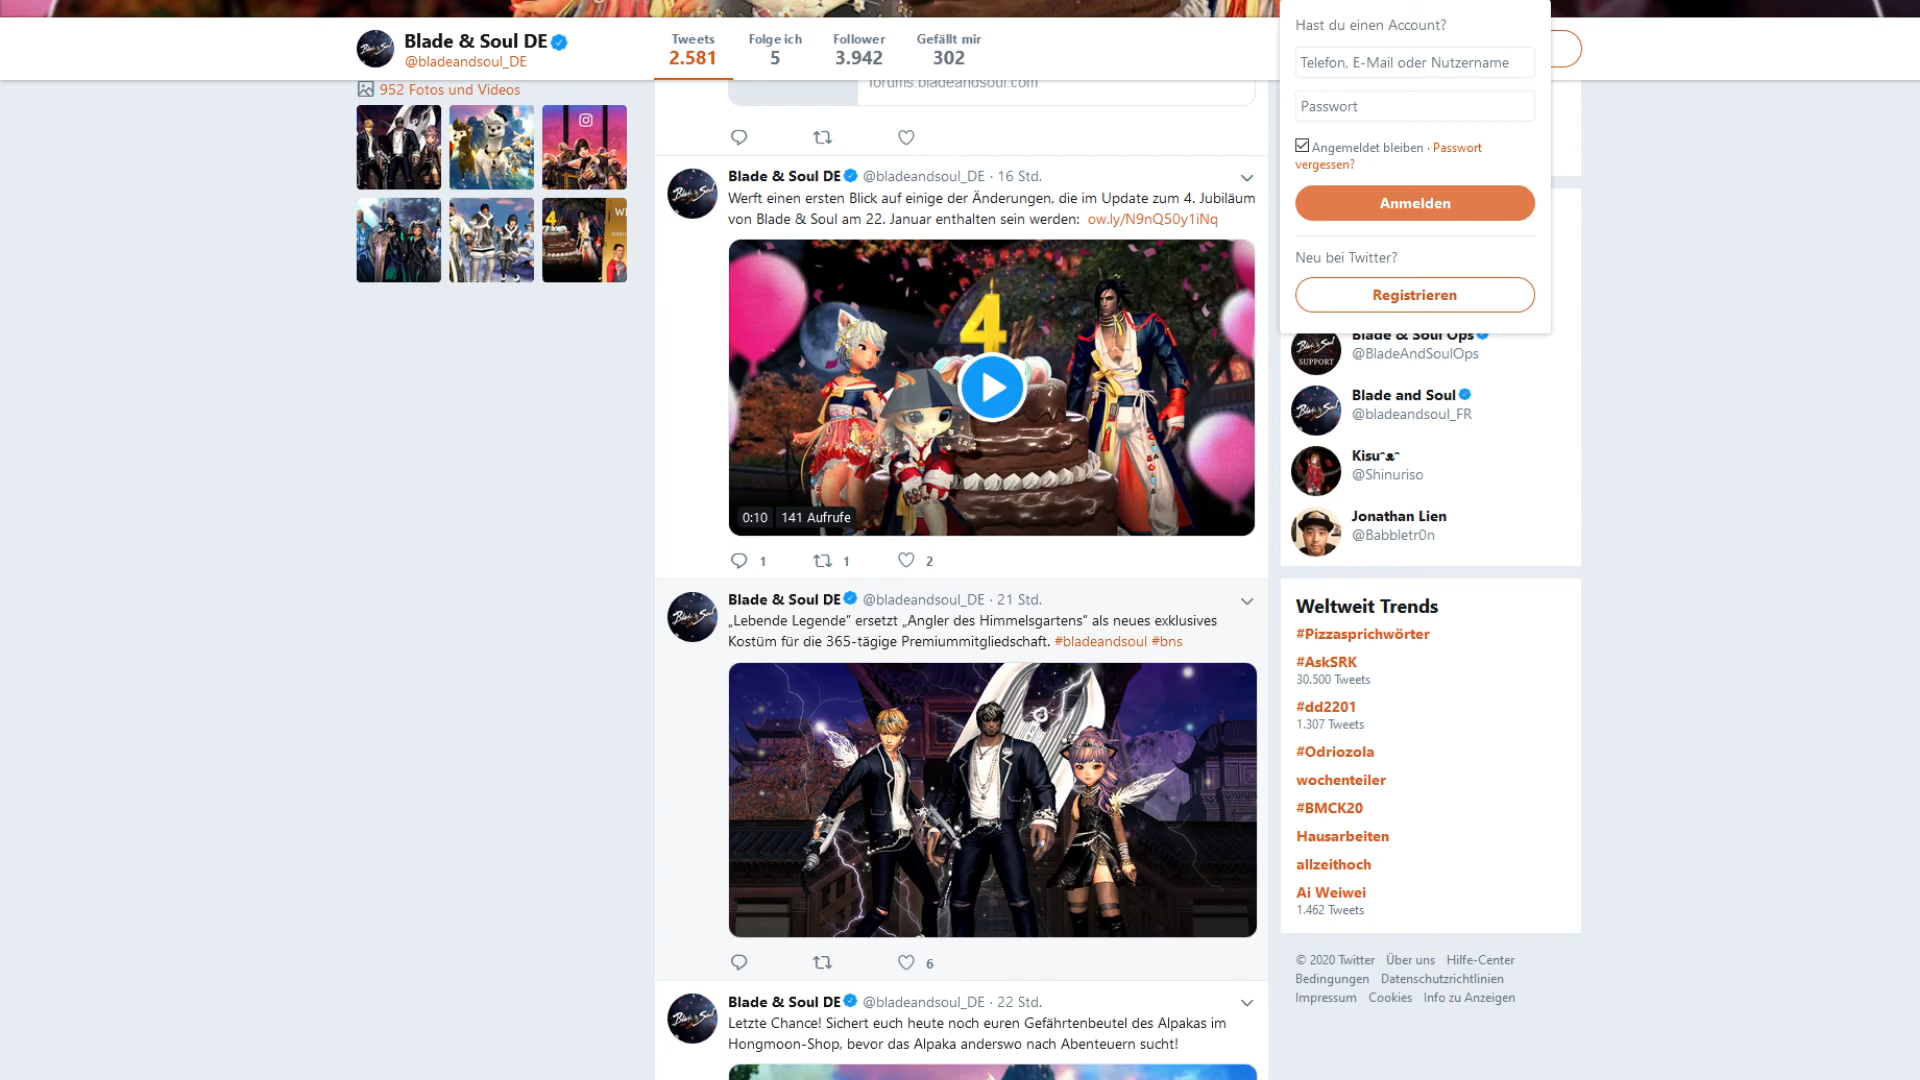 Blade & Soul DE
@bladeandsoul_DE
Tweets
2.581
Folge ich
5
Follower
3.942
Gefällt mir
302
952 Fotos und Videos
forums.bladeandsoul.com
Blade & Soul DE @bladeandsoul_DE · 16 Std.
Werft einen ersten Blick auf einige der Änderungen, die im Update zum 4. Jubiläum
von Blade & Soul am 22. Januar enthalten sein werden: ow.ly/N9nQ50y1iNq
4
0:10 141 Aufrufe
1 1 2
Blade & Soul DE @bladeandsoul_DE · 21 Std.
„Lebende Legende“ ersetzt „Angler des Himmelsgartens“ als neues exklusives
Kostüm für die 365-tägige Premiummitgliedschaft. #bladeandsoul #bns
6
Blade & Soul DE @bladeandsoul_DE · 22 Std.
Letzte Chance! Sichert euch heute noch euren Gefährtenbeutel des Alpakas im
Hongmoon-Shop, bevor das Alpaka anderswo nach Abenteuern sucht!
Hast du einen Account?
Telefon, E-Mail oder Nutzername
Passwort
Angemeldet bleiben · Passwort
vergessen?
Anmelden
Neu bei Twitter?
Registrieren
Blade & Soul Ops
@BladeAndSoulOps
SUPPORT
Blade and Soul
@bladeandsoul_FR
Kisuᵔᴥᵔ
@Shinuriso
Jonathan Lien
@Babbletr0n
Weltweit Trends
#Pizzasprichwörter
#AskSRK
30.500 Tweets
#dd2201
1.307 Tweets
#Odriozola
wochenteiler
#BMCK20
Hausarbeiten
allzeithoch
Ai Weiwei
1.462 Tweets
© 2020 Twitter Über uns Hilfe-Center
Bedingungen Datenschutzrichtlinien
Impressum Cookies Info zu Anzeigen